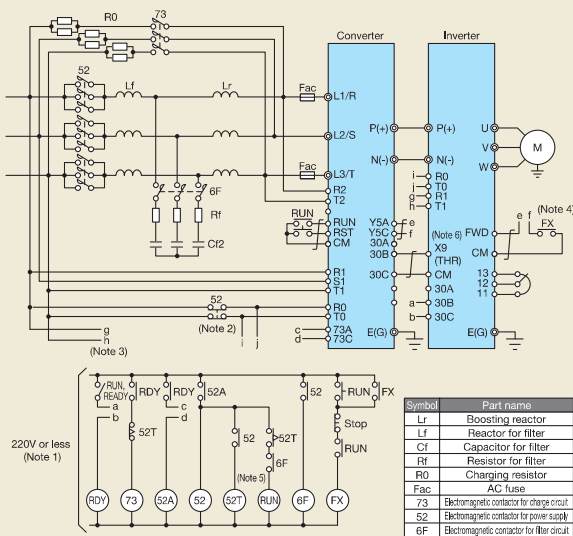 R0
73
Converter
Inverter
52
Lf
Lr
Fac
L1/R
L2/S
Fac
L3/T
P(+)
P(+)
U
V
M
N(-)
N(-)
W
i
R0
j
T0
g
R1
h
T1
6F
R2
T2
Rf
RUN
RUN
Y5A
e
RST
Y5C
f
CM
30A
30B
Cf2
(Note 6)
FWD
e
f
(Note 4)
FX
X9
(THR)
CM
R1
S1
T1
30C
CM
13
12
11
30A
a
30B
b
30C
52
R0
T0
(Note 2)
i
j
g
h
(Note 3)
c
73A
d
73C
E(G)
E(G)
RUN,
READY
a
b
RDY
52T
RDY
c
d
52A
52
52T
6F
(Note 5)
52
RUN
FX
Stop
RUN
220V or less
(Note 1)
RDY
73
52A
52
52T
RUN
6F
FX
Symbol Part name
Lr Boosting reactor
Lf Reactor for filter
Cf Capacitor for filter
Rf Resistor for filter
R0 Charging resistor
Fac AC fuse
73 Electromagnetic contactor for charge circuit
52 Electromagnetic contactor for power supply
6F Electromagnetic contactor for filter circuit